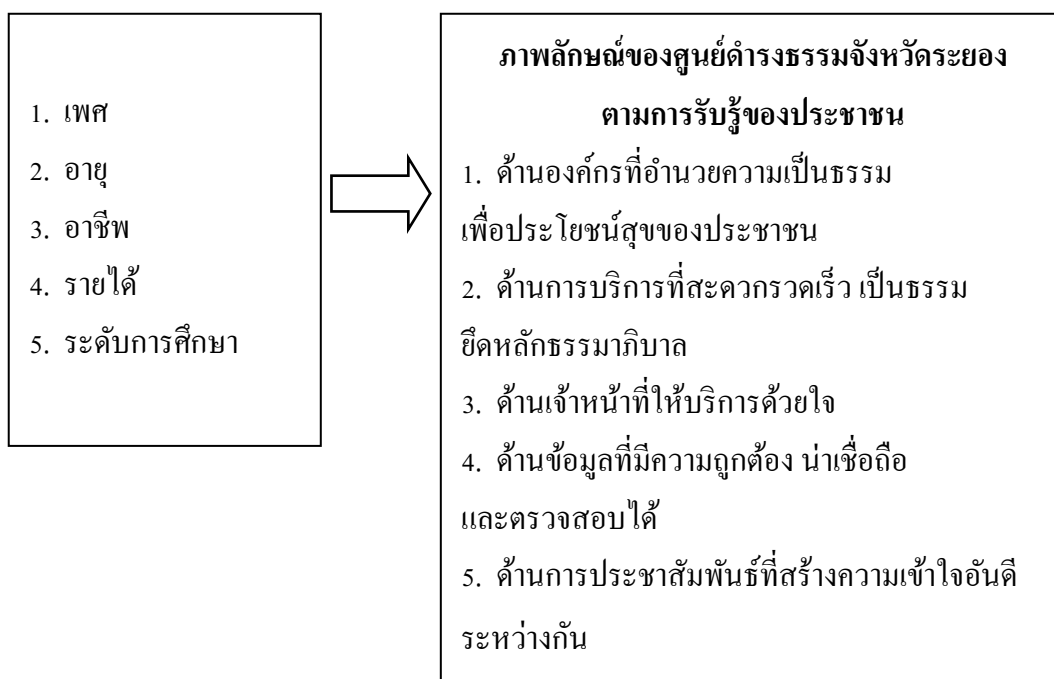 1. เพศ
2. อายุ
3. อาชีพ
4. รายได้
5. ระดับการศึกษา
ภาพลักษณ์ของศูนย์ดำรงธรรมจังหวัดระยอง
ตามการรับรู้ของประชาชน
1. ด้านองค์กรที่อำนวยความเป็นธรรม
เพื่อประโยชน์สุขของประชาชน
2. ด้านการบริการที่สะดวกรวดเร็ว เป็นธรรม
ยึดหลักธรรมาภิบาล
3. ด้านเจ้าหน้าที่ให้บริการด้วยใจ
4. ด้านข้อมูลที่มีความถูกต้อง น่าเชื่อถือ
และตรวจสอบได้
5. ด้านการประชาสัมพันธ์ที่สร้างความเข้าใจอันดี
ระหว่างกัน